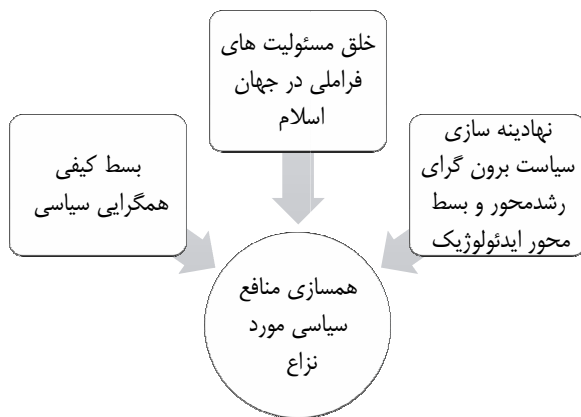 خلق مسئولیت های
فراملی در جهان
اسلام
نهادینه سازی
سیاست برون گرای
رشدمحور و بسط
محور ایدئولوژیک
بسط کیفی
همگرایی سیاسی
همسازی منافع
سیاسی مورد
نزاع